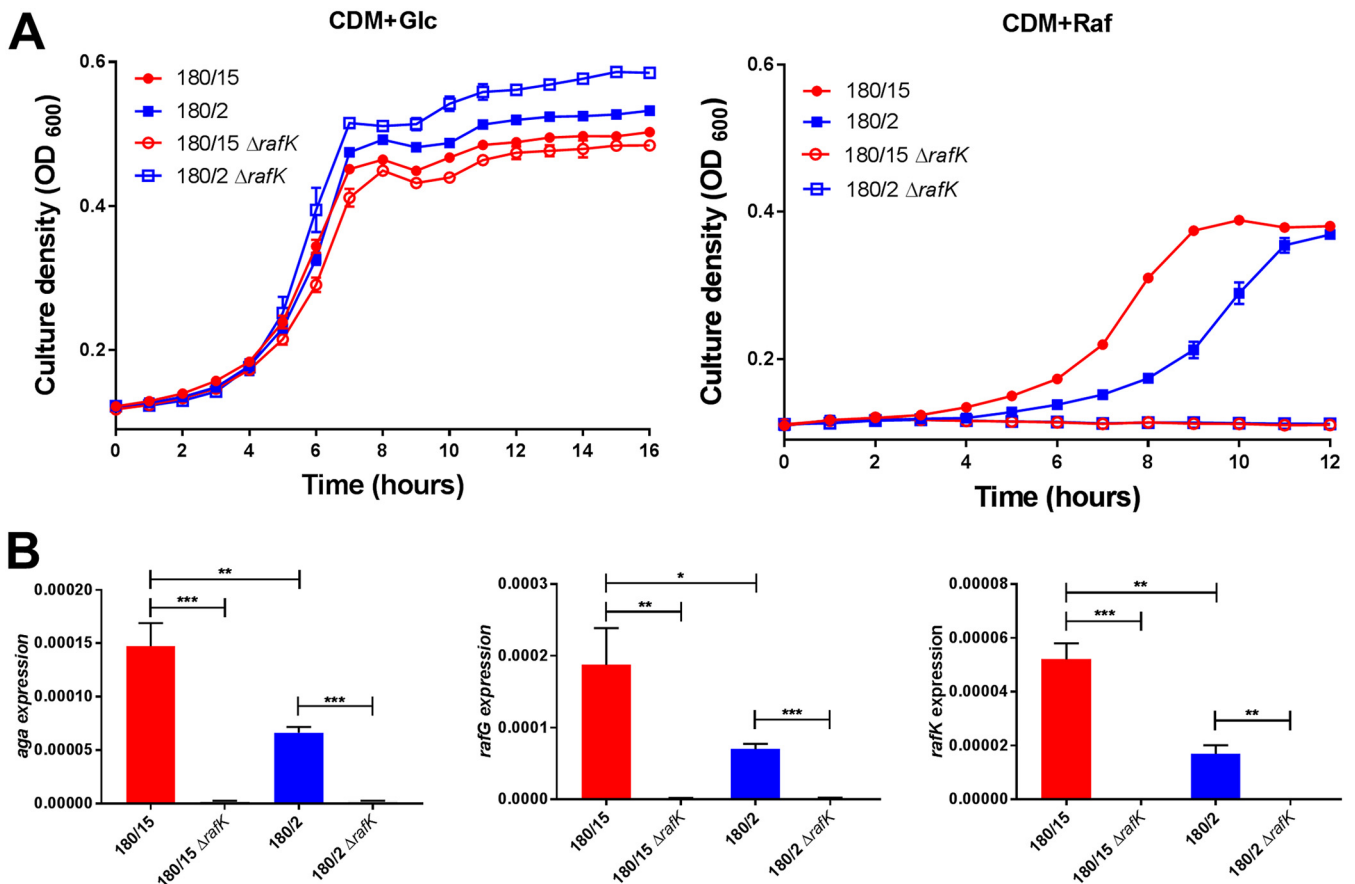 A
CDM+Glc
CDM+Raf
Culture density (OD 600)
0.6
0.4
0.2
180/15
180/2
180/15 ΔrafK
180/2 ΔrafK
0 2 4 6 8 10 12 14 16
Time (hours)
Culture density (OD 600)
0.6
0.4
0.2
180/15
180/2
180/15 ΔrafK
180/2 ΔrafK
0 2 4 6 8 10 12
Time (hours)
B
aga expression
0.00020
0.00015
0.00010
0.00005
0.00000
**
***
***
180/15
180/15 ΔrafK
180/2
180/2 ΔrafK
rafG expression
0.0003
0.0002
0.0001
0.0000
*
**
***
180/15
180/15 ΔrafK
180/2
180/2 ΔrafK
rafK expression
0.00008
0.00006
0.00004
0.00002
0.00000
**
***
**
180/15
180/15 ΔrafK
180/2
180/2 ΔrafK